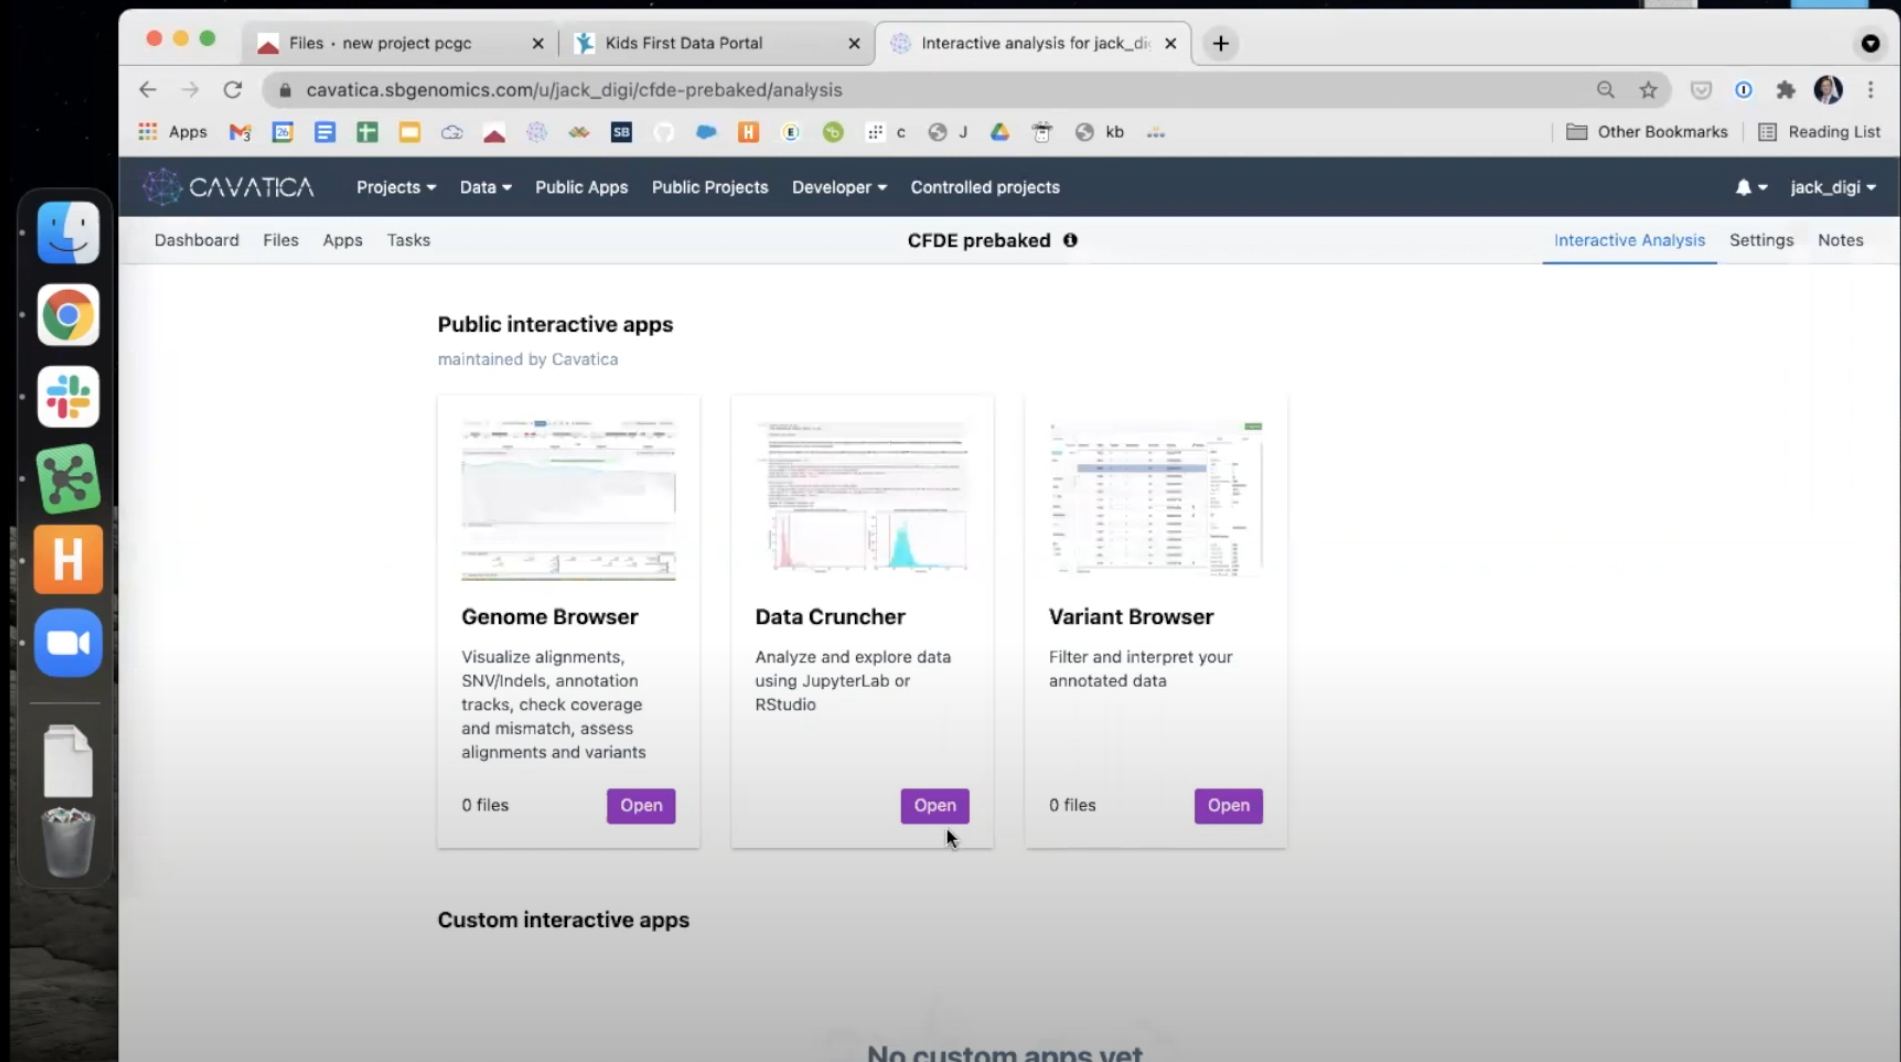 Files · new project pcgc
Kids First Data Portal
Interactive analysis for jack_di
cavatica.sbgenomics.com/u/jack_digi/cfde-prebaked/analysis
Apps
SB
H
c
J
kb
Other Bookmarks
Reading List
CAVATICA
Projects
Data
Public Apps
Public Projects
Developer
Controlled projects
jack_digi
Dashboard
Files
Apps
Tasks
CFDE prebaked
Interactive Analysis
Settings
Notes
Public interactive apps
maintained by Cavatica
Genome Browser
Visualize alignments,
SNV/Indels, annotation
tracks, check coverage
and mismatch, assess
alignments and variants
0 files
Open
Data Cruncher
Analyze and explore data
using JupyterLab or
RStudio
Open
Variant Browser
Filter and interpret your
annotated data
0 files
Open
Custom interactive apps
No custom apps yet
H